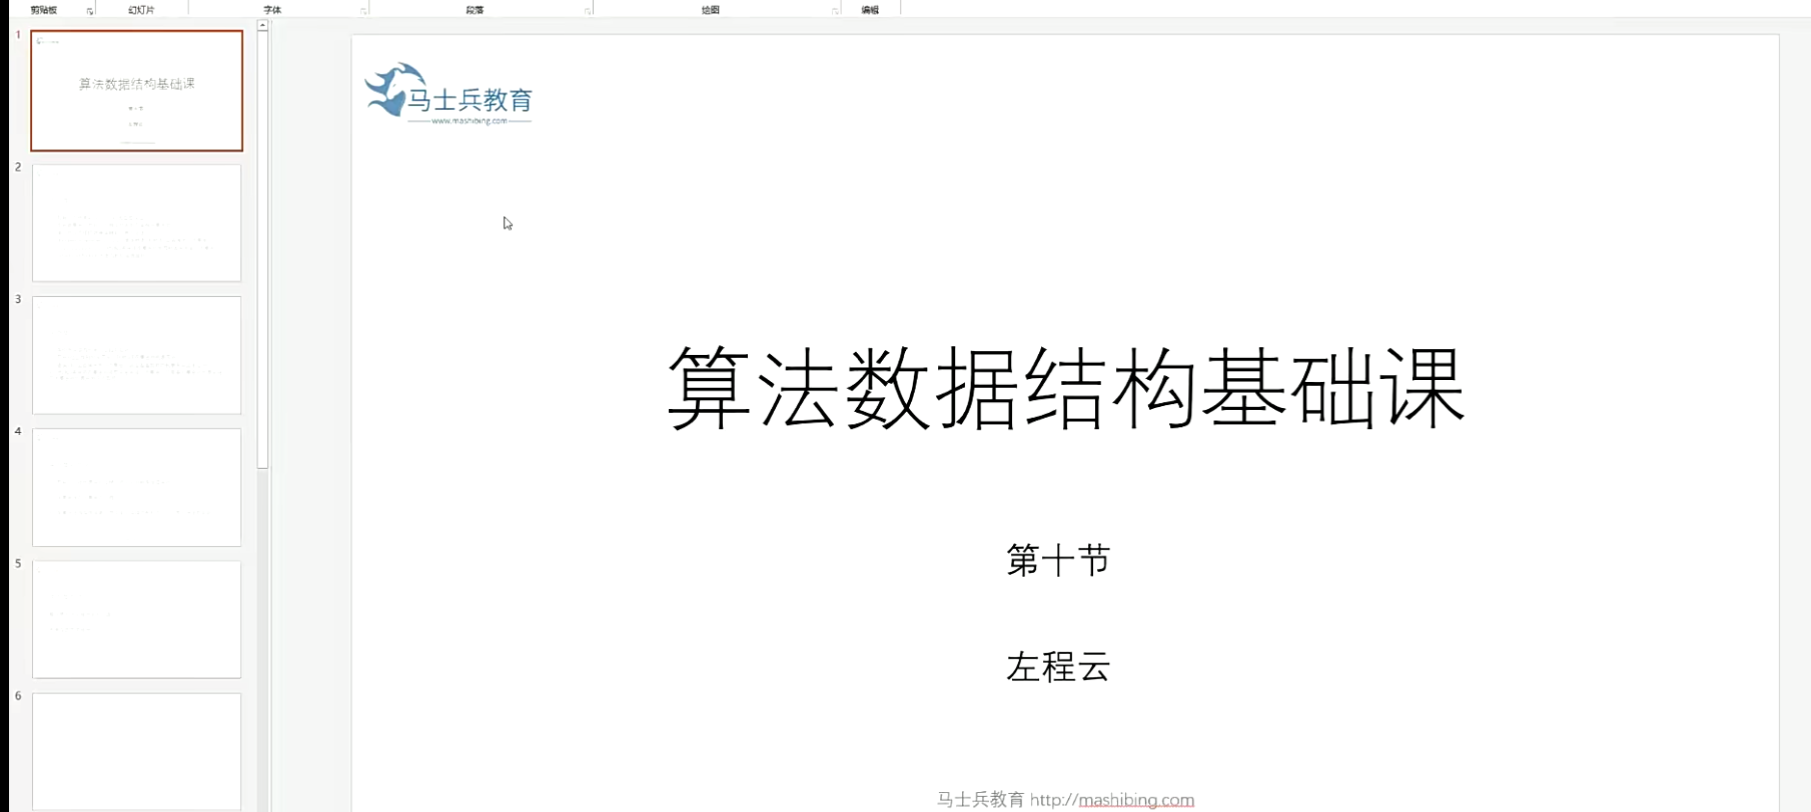 剪贴板 幻灯片 字体 段落 绘图 编辑
1
算法数据结构基础课
2
3
4
5
6
马士兵教育
www.mashibing.com
算法数据结构基础课
第十节
左程云
马士兵教育 http://mashibing.com